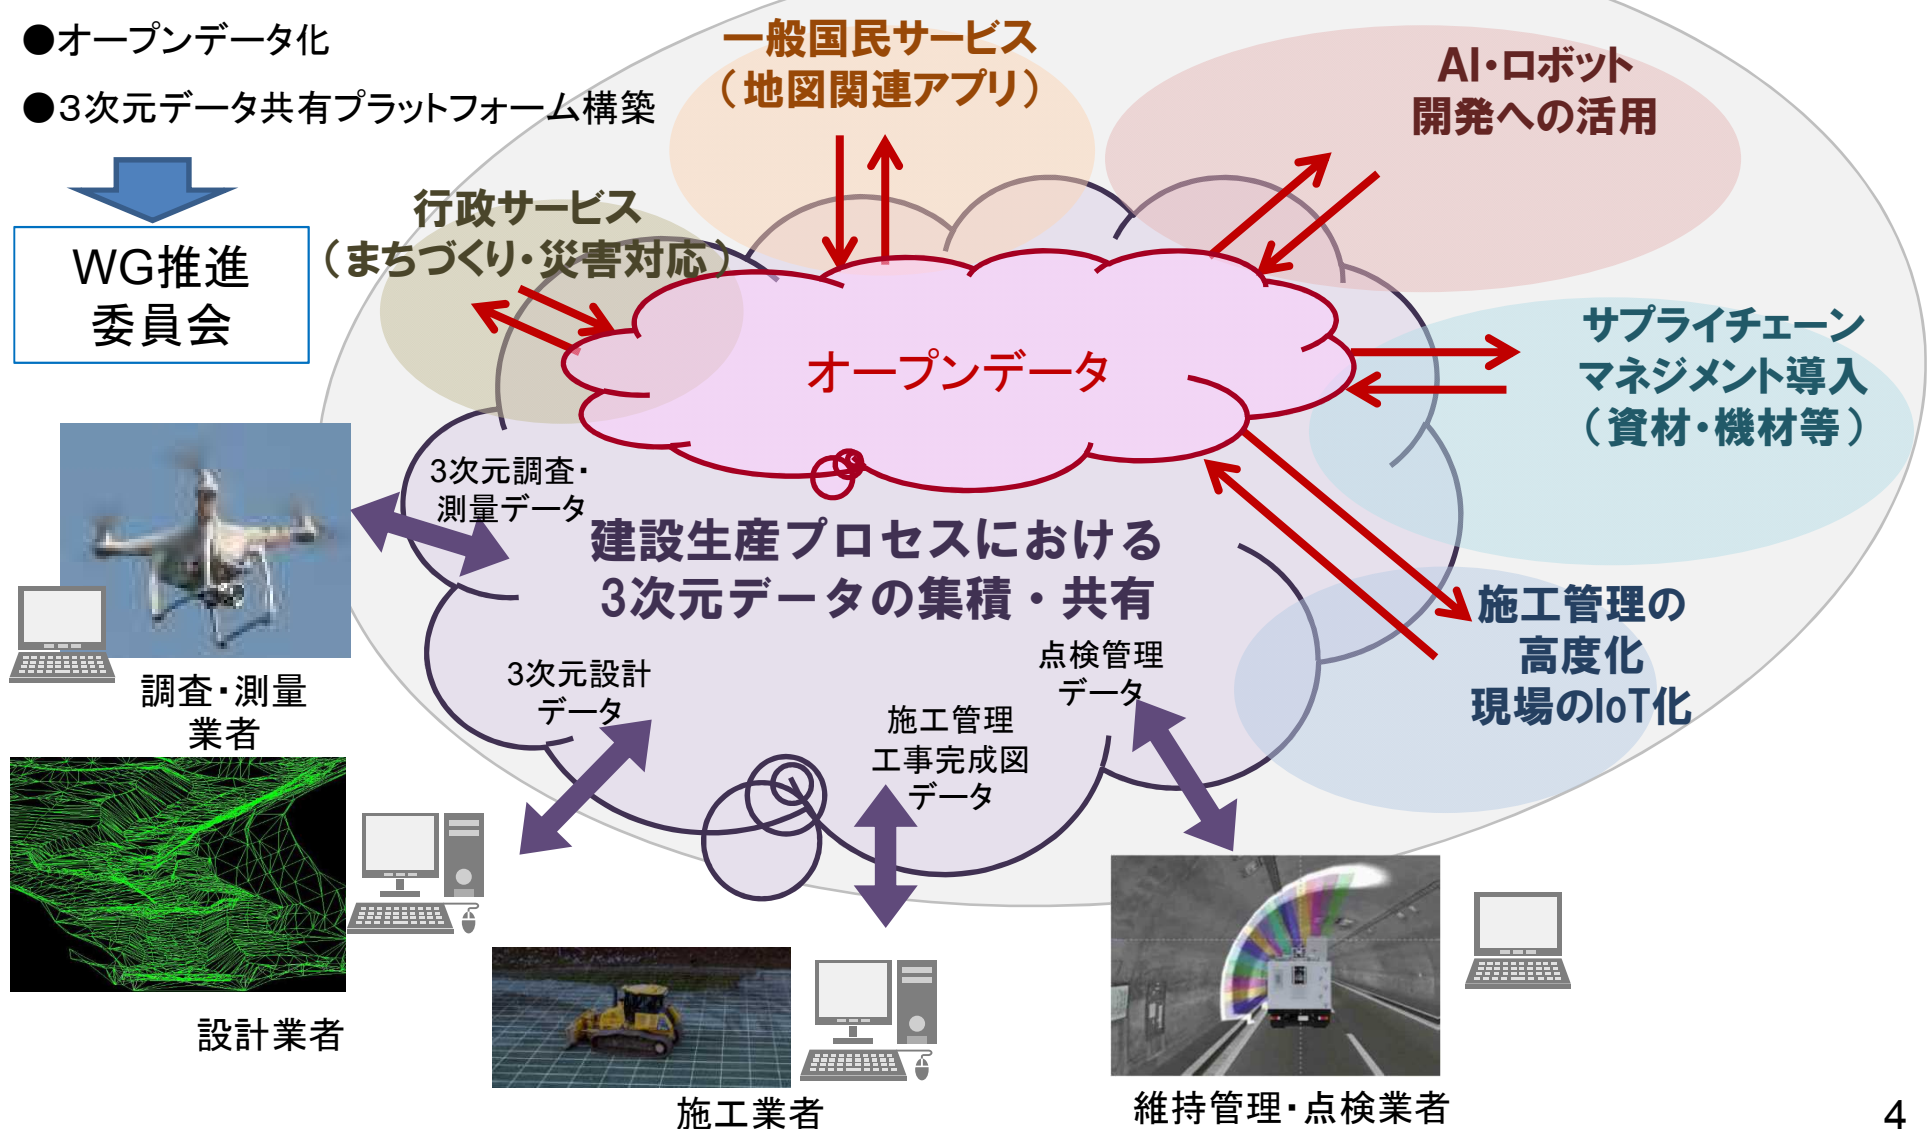 ●オープンデータ化
●3次元データ共有プラットフォーム構築
WG推進
委員会
一般国民サービス
（地図関連アプリ）
AI・ロボット
開発への活用
行政サービス
（まちづくり・災害対応）
サプライチェーン
マネジメント導入
（資材・機材等）
オープンデータ
3次元調査・
測量データ
建設生産プロセスにおける
3次元データの集積・共有
施工管理の
高度化
現場のIoT化
3次元設計
データ
点検管理
データ
施工管理
工事完成図
データ
調査・測量
業者
設計業者
施工業者
維持管理・点検業者
4